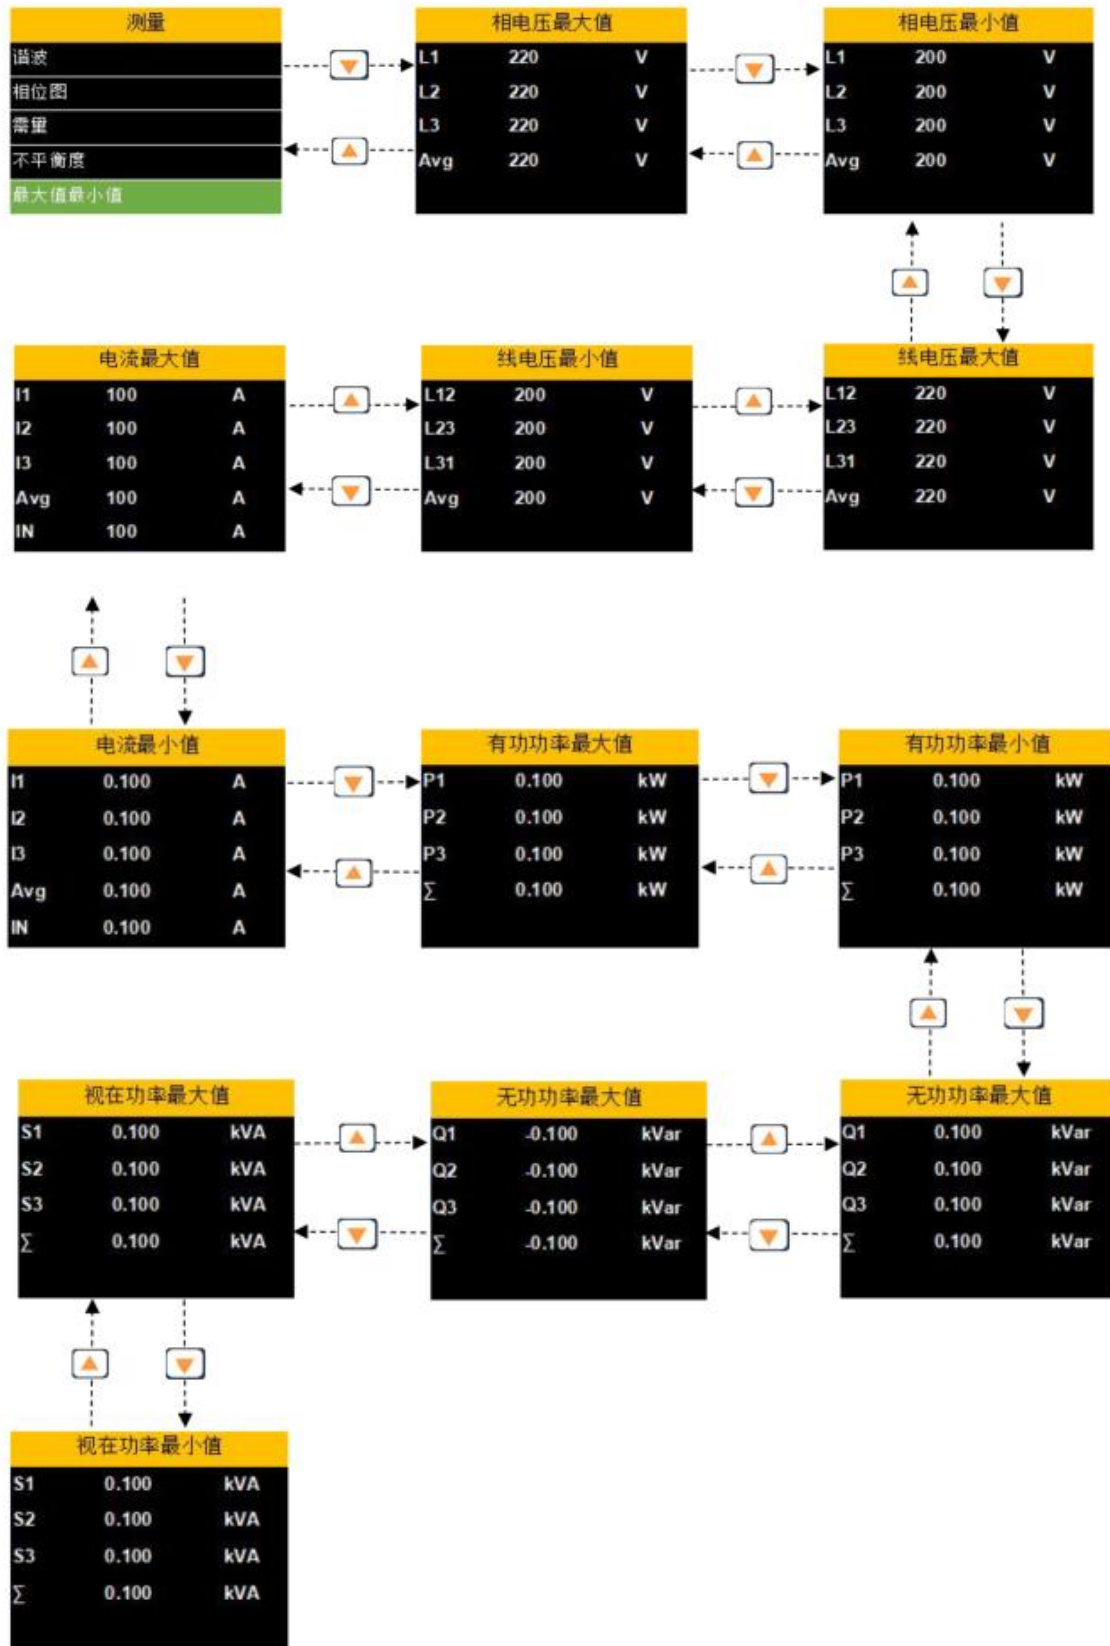 测量
谐波
相位图
需量
不平衡度
最大值最小值
相电压最大值
L1 220 V
L2 220 V
L3 220 V
Avg 220 V
相电压最小值
L1 200 V
L2 200 V
L3 200 V
Avg 200 V
电流最大值
I1 100 A
I2 100 A
I3 100 A
Avg 100 A
IN 100 A
线电压最小值
L12 200 V
L23 200 V
L31 200 V
Avg 200 V
线电压最大值
L12 220 V
L23 220 V
L31 220 V
Avg 220 V
电流最小值
I1 0.100 A
I2 0.100 A
I3 0.100 A
Avg 0.100 A
IN 0.100 A
有功功率最大值
P1 0.100 kW
P2 0.100 kW
P3 0.100 kW
∑ 0.100 kW
有功功率最小值
P1 0.100 kW
P2 0.100 kW
P3 0.100 kW
∑ 0.100 kW
视在功率最大值
S1 0.100 kVA
S2 0.100 kVA
S3 0.100 kVA
∑ 0.100 kVA
无功功率最大值
Q1 -0.100 kVar
Q2 -0.100 kVar
Q3 -0.100 kVar
∑ -0.100 kVar
无功功率最大值
Q1 0.100 kVar
Q2 0.100 kVar
Q3 0.100 kVar
∑ 0.100 kVar
视在功率最小值
S1 0.100 kVA
S2 0.100 kVA
S3 0.100 kVA
∑ 0.100 kVA